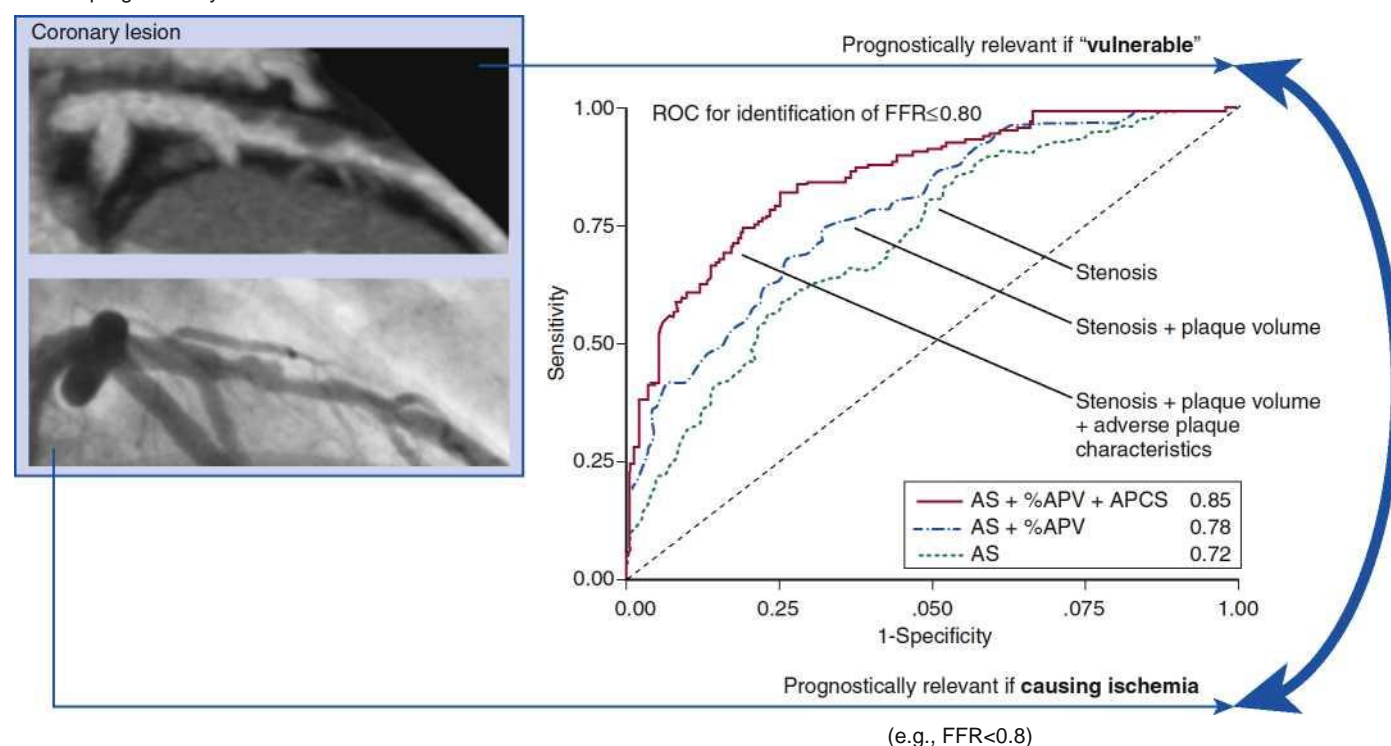 Coronary lesion
Prognostically relevant if "vulnerable"
ROC for identification of FFR≤0.80
1.00
0.75
0.50
0.25
0.00
Sensitivity
Stenosis
Stenosis + plaque volume
Stenosis + plaque volume
+ adverse plaque
characteristics
AS + %APV + APCS 0.85
AS + %APV 0.78
AS 0.72
0.00 0.25 .050 .075 1.00
1-Specificity
Prognostically relevant if causing ischemia
(e.g., FFR<0.8)